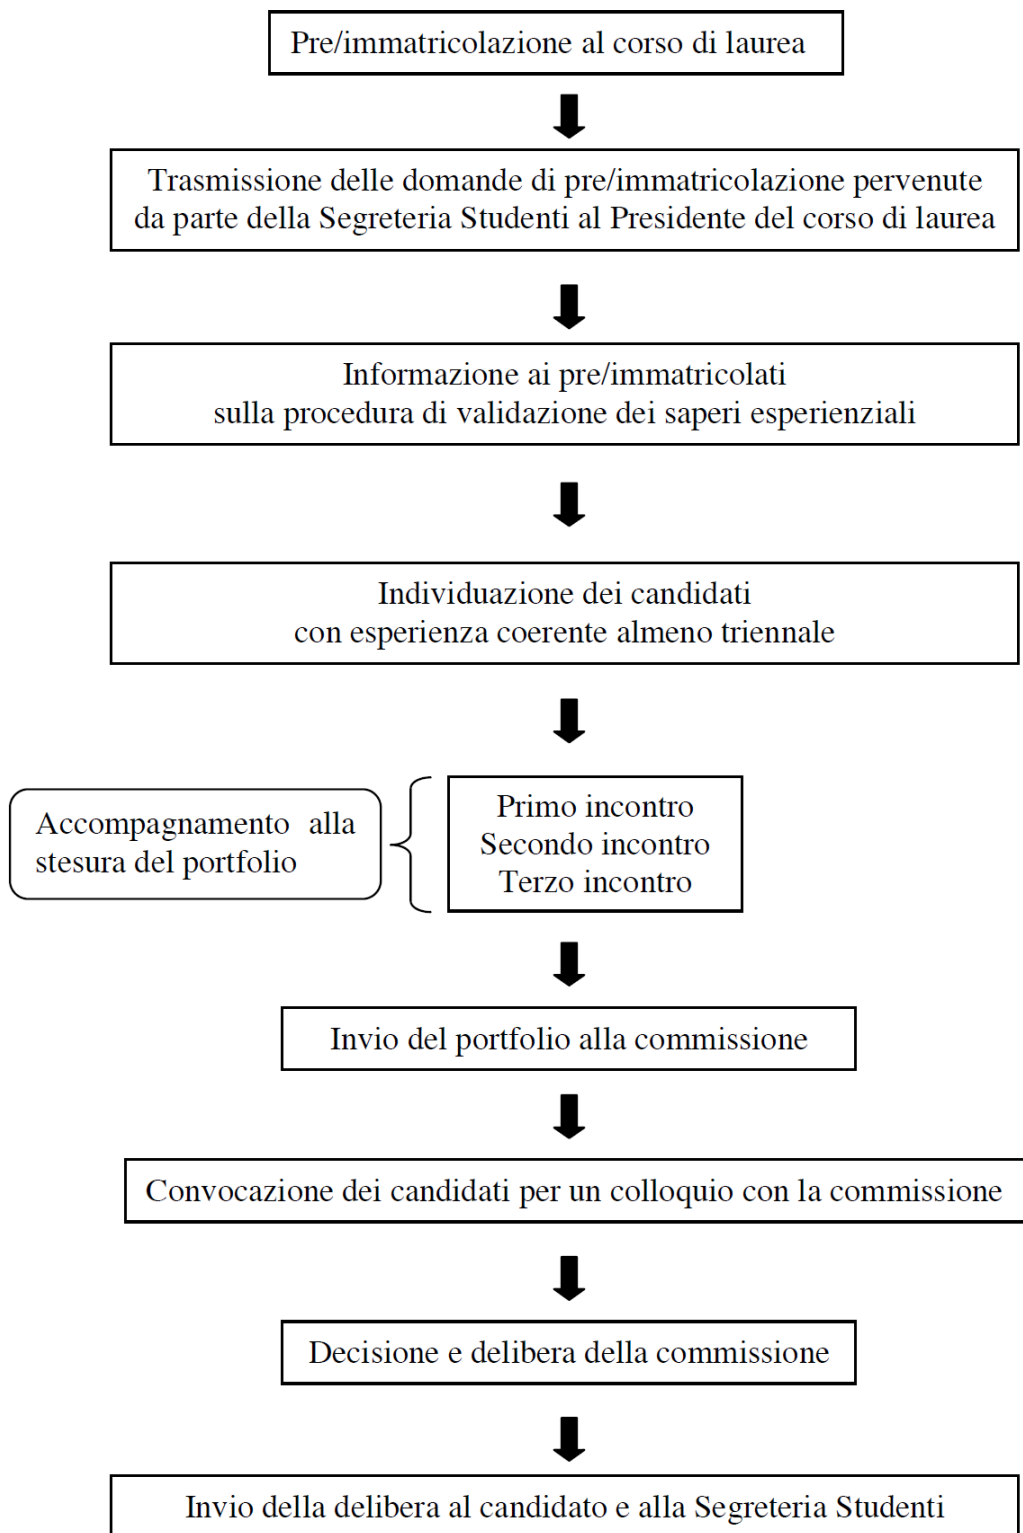 Pre/immatricolazione al corso di laurea
Trasmissione delle domande di pre/immatricolazione pervenute
da parte della Segreteria Studenti al Presidente del corso di laurea
Informazione ai pre/immatricolati
sulla procedura di validazione dei saperi esperienziali
Individuazione dei candidati
con esperienza coerente almeno triennale
Accompagnamento alla
stesura del portfolio
Primo incontro
Secondo incontro
Terzo incontro
Invio del portfolio alla commissione
Convocazione dei candidati per un colloquio con la commissione
Decisione e delibera della commissione
Invio della delibera al candidato e alla Segreteria Studenti